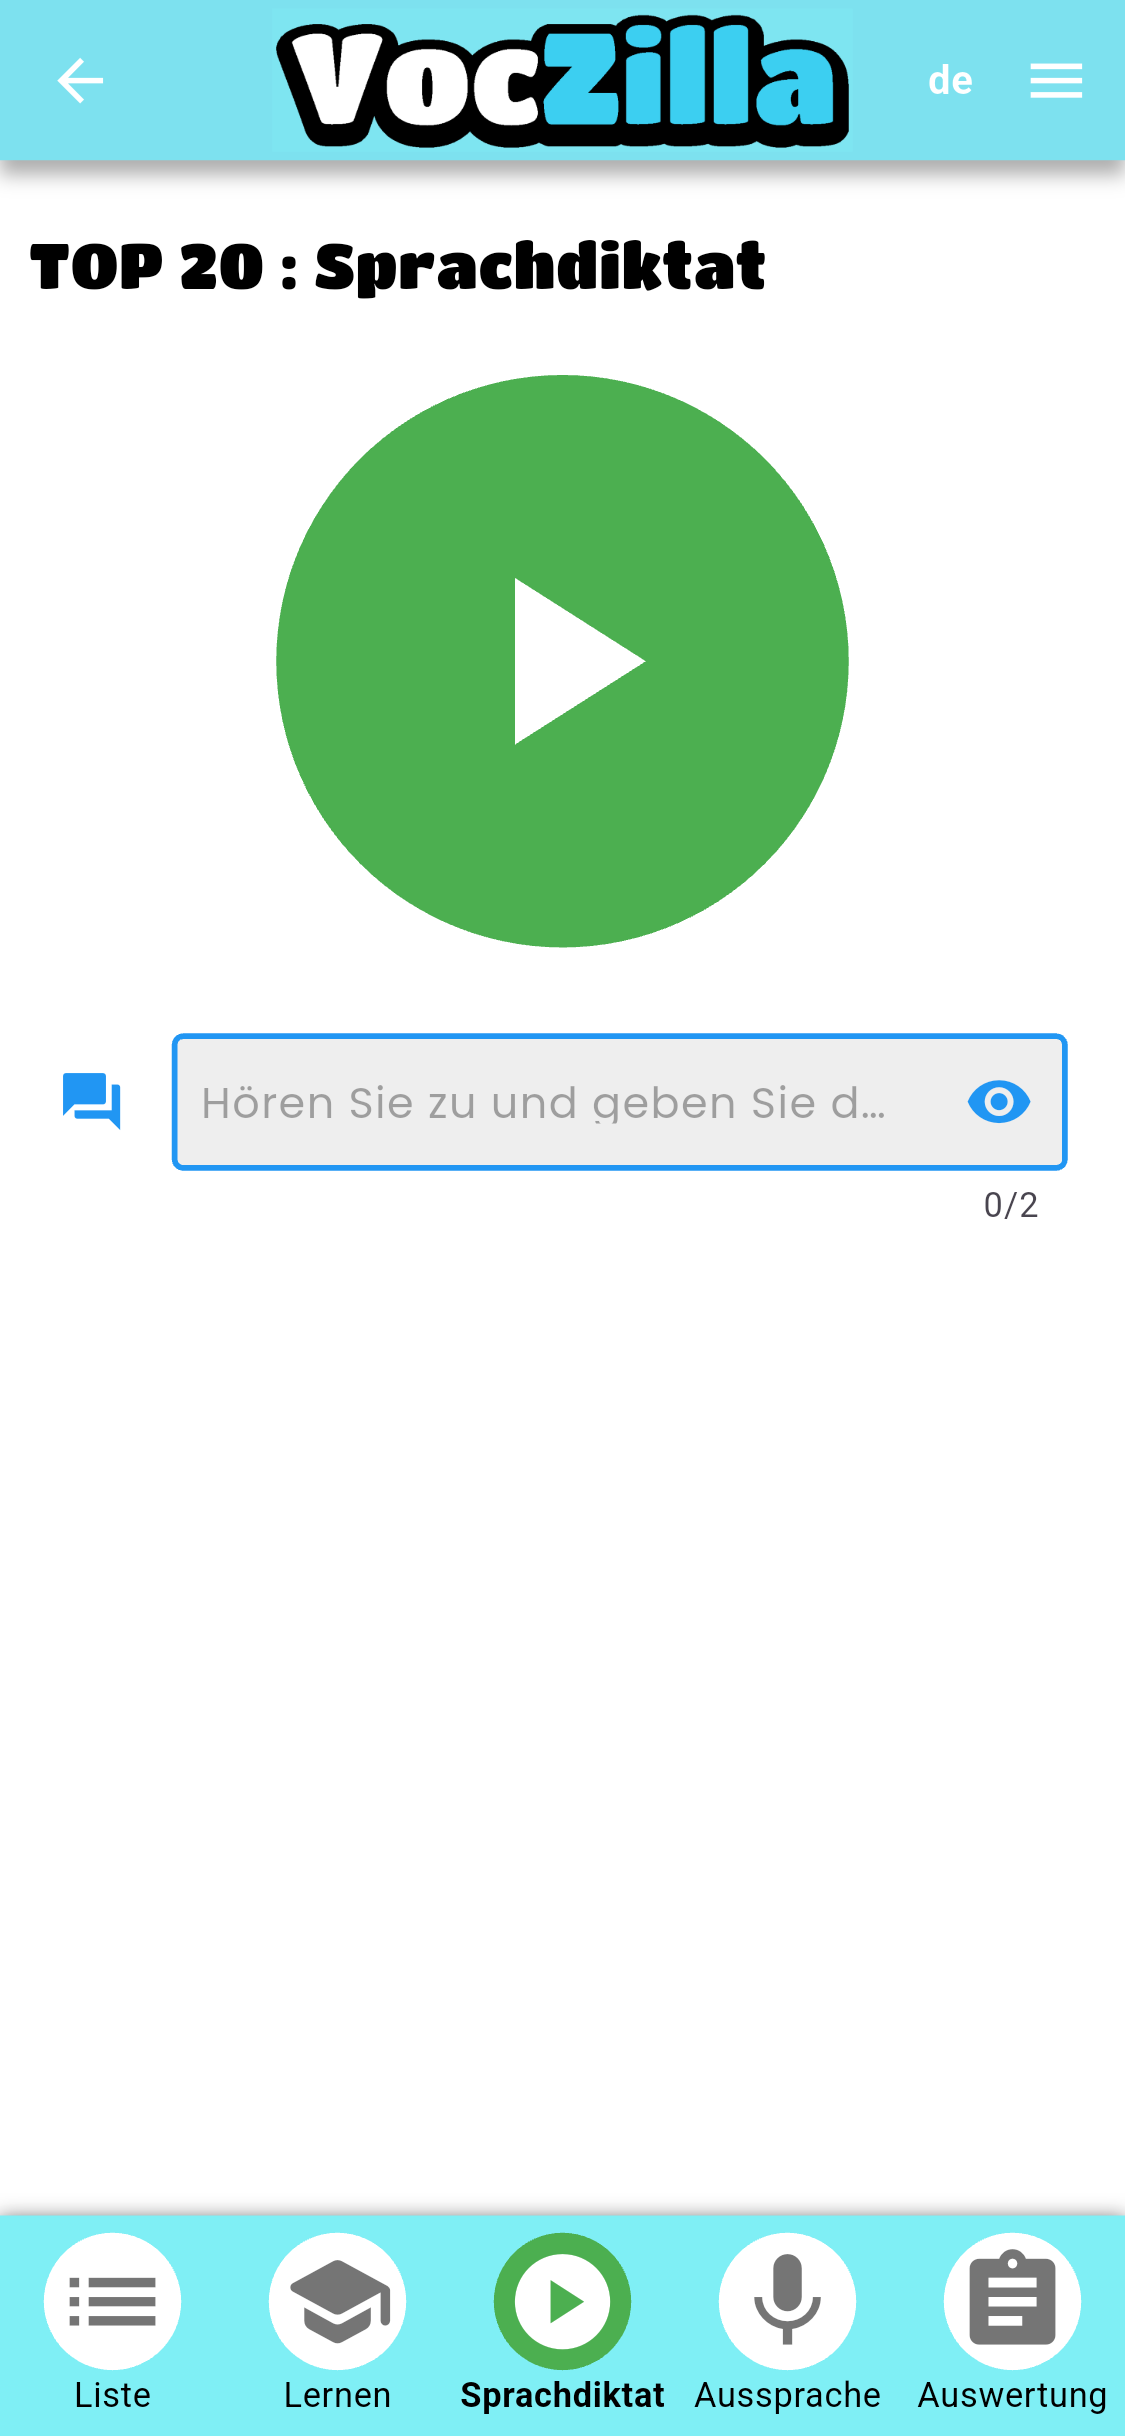 VocZilla
de
TOP 20 : Sprachdiktat
Hören Sie zu und geben Sie d...
0/2
Liste
Lernen
Sprachdiktat
Aussprache
Auswertung